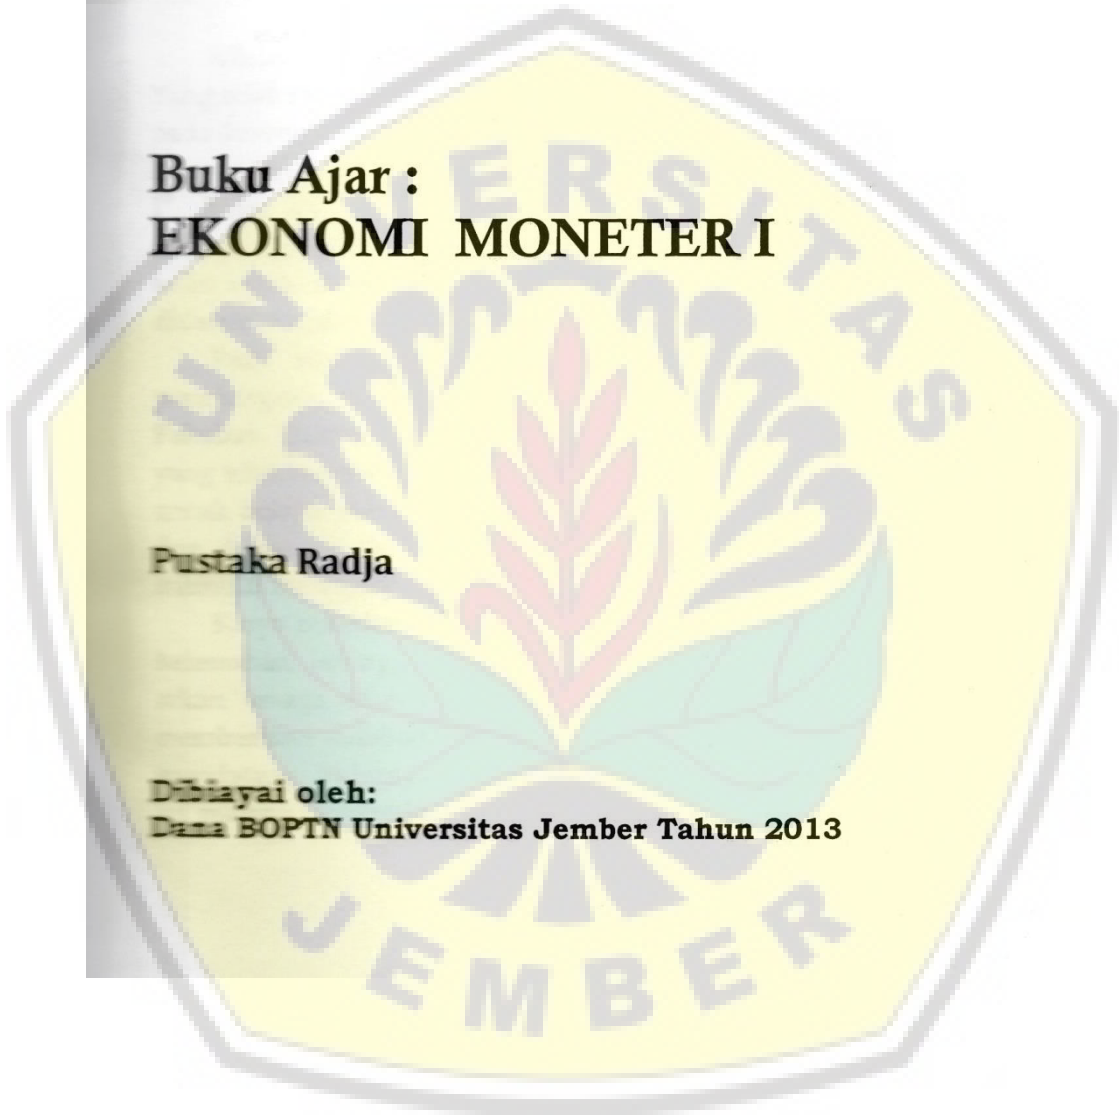 Buku Ajar :
EKONOMI MONETER I
Pustaka Radja
Dibiayai oleh:
Dana BOPTN Universitas Jember Tahun 2013
UNIVERSITAS
JEMBER